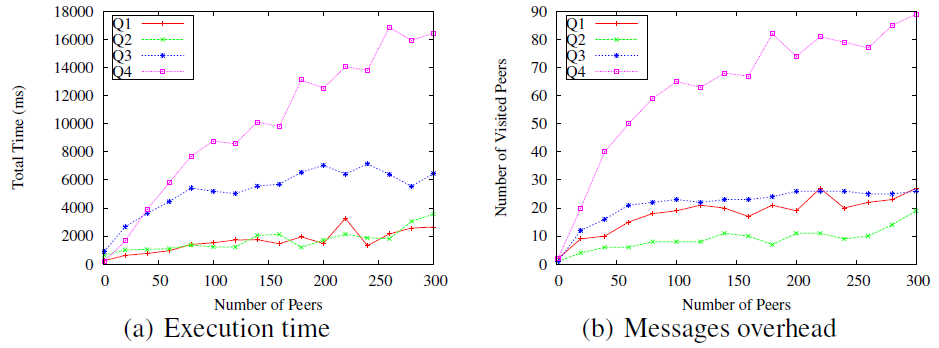 18000
16000
14000
12000
10000
8000
6000
4000
2000
0
Total Time (ms)
Q1
Q2
Q3
Q4
0 50 100 150 200 250 300
Number of Peers
(a) Execution time
90
80
70
60
50
40
30
20
10
0
Number of Visited Peers
Q1
Q2
Q3
Q4
0 50 100 150 200 250 300
Number of Peers
(b) Messages overhead